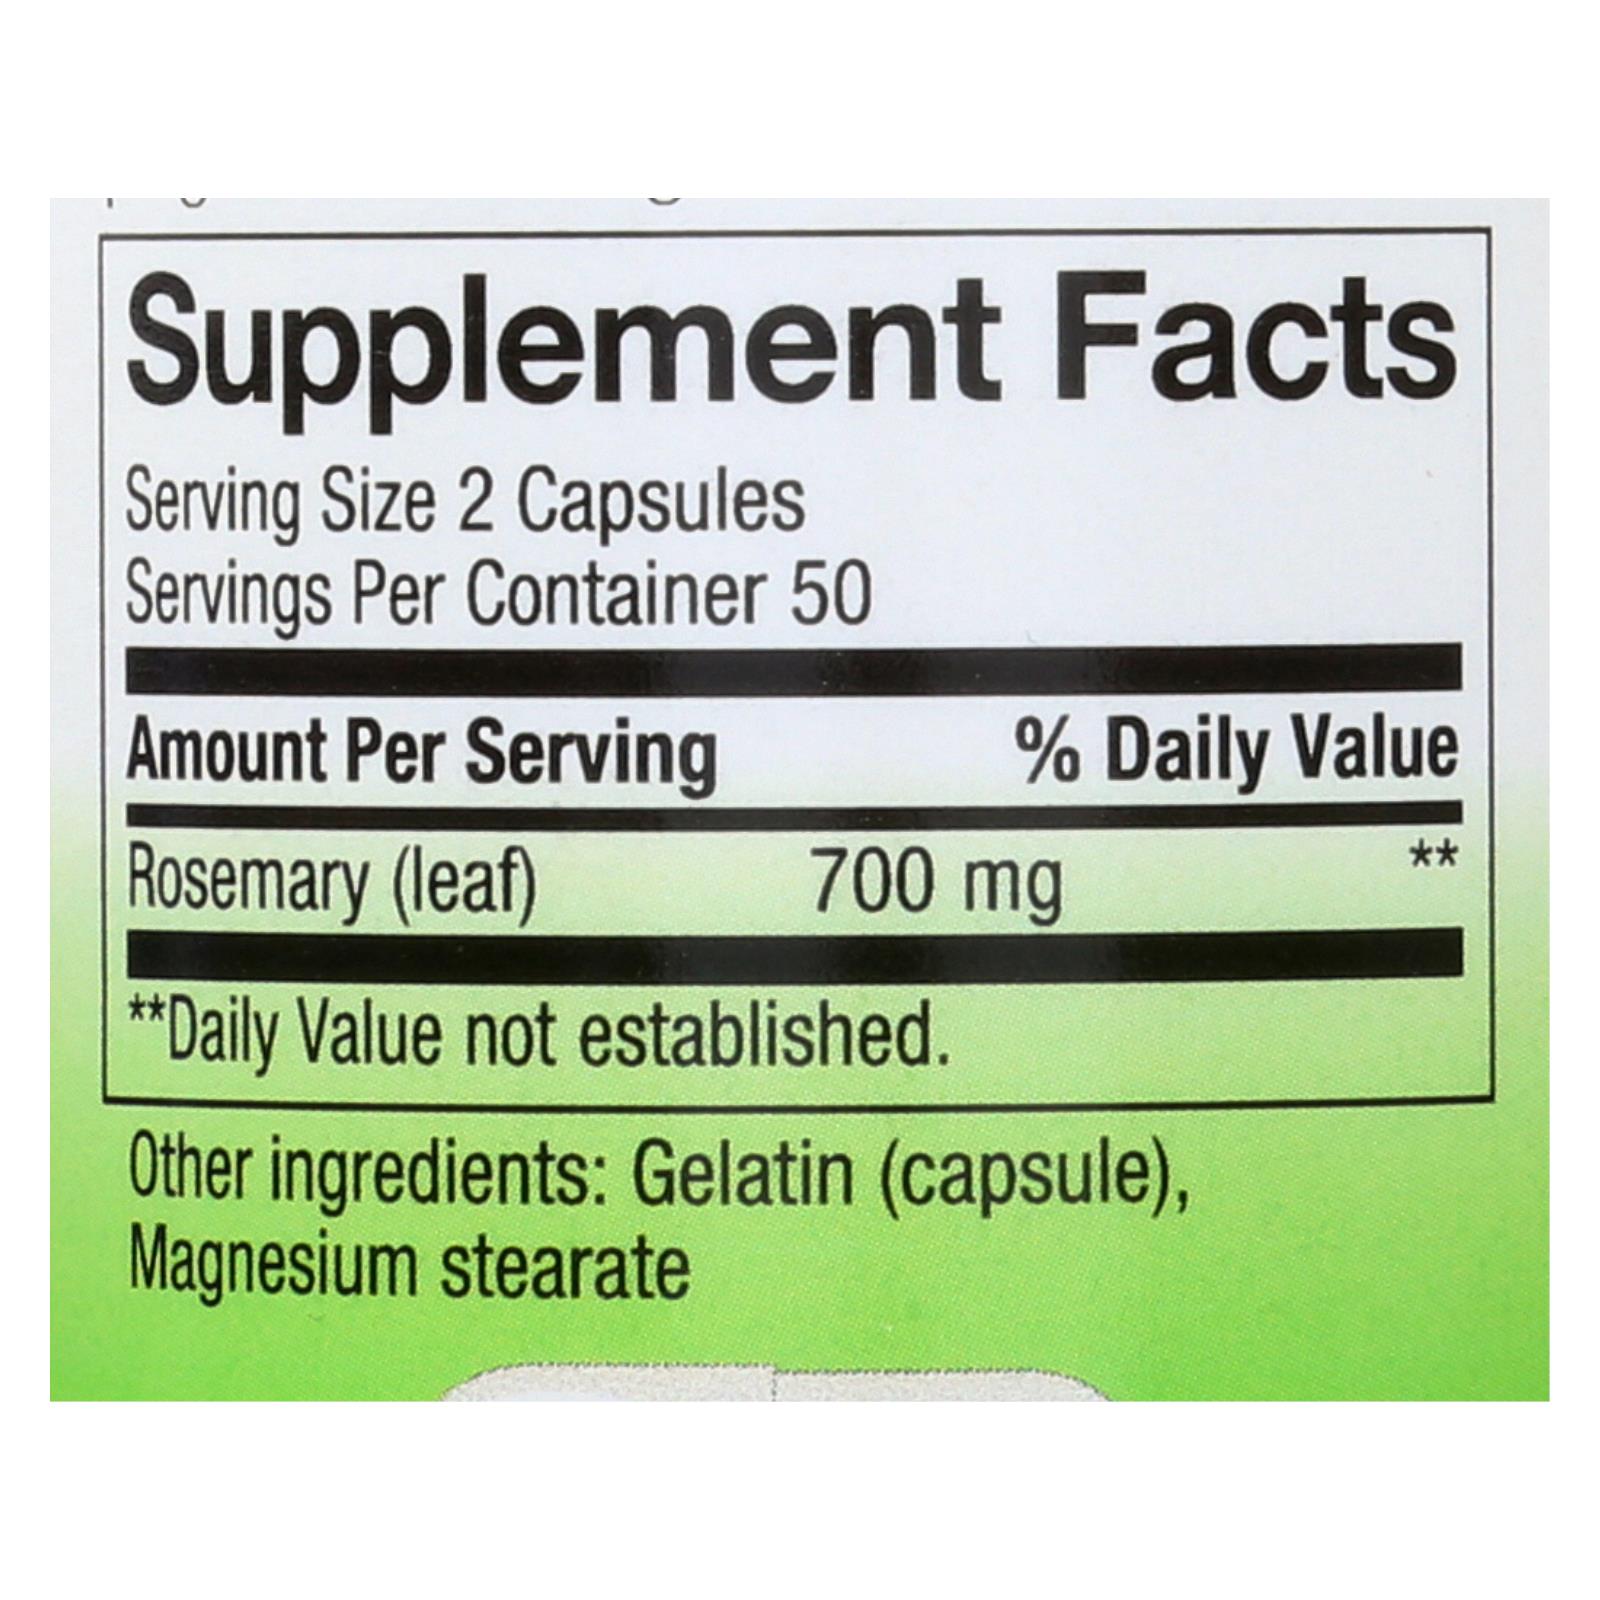 Supplement Facts
Serving Size 2 Capsules
Servings Per Container 50
Amount Per Serving % Daily Value
Rosemary (leaf) 700 mg **
**Daily Value not established.
Other ingredients: Gelatin (capsule),
Magnesium stearate